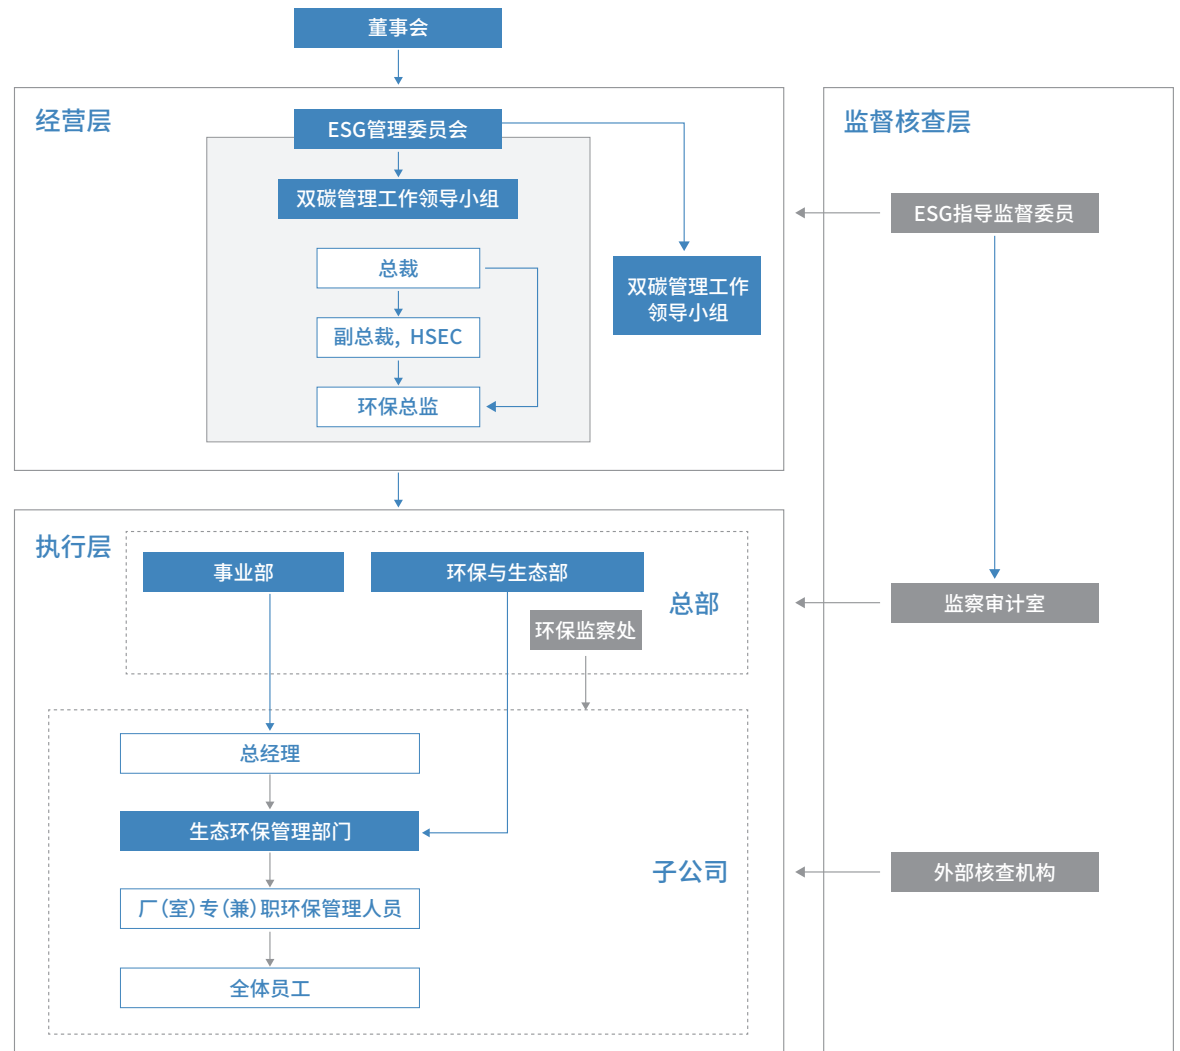 董事会
经营层
ESG管理委员会
双碳管理工作领导小组
总裁
副总裁, HSEC
环保总监
双碳管理工作
领导小组
监督核查层
ESG指导监督委员
监察审计室
外部核查机构
执行层
事业部
环保与生态部
环保监察处
总部
总经理
生态环保管理部门
厂(室)专(兼)职环保管理人员
全体员工
子公司